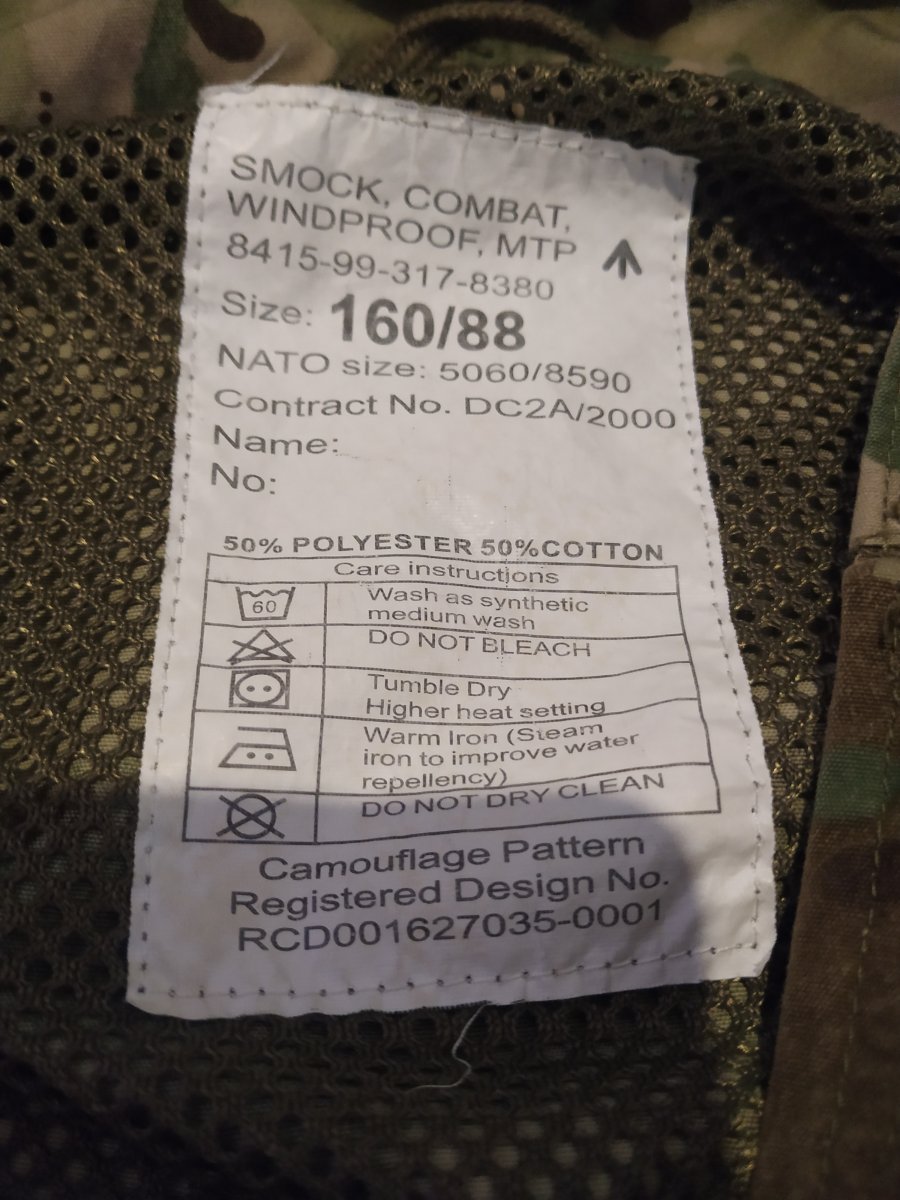 SMOCK, COMBAT,
WINDPROOF, MTP
8415-99-317-8380
Size: 160/88
NATO size: 5060/8590
Contract No. DC2A/2000
Name:
No:
50% POLYESTER 50%COTTON
Care instructions
60
Wash as synthetic
medium wash
DO NOT BLEACH
Tumble Dry
Higher heat setting
Warm Iron (Steam
iron to improve water
repellency)
DO NOT DRY CLEAN
Camouflage Pattern
Registered Design No.
RCD001627035-0001